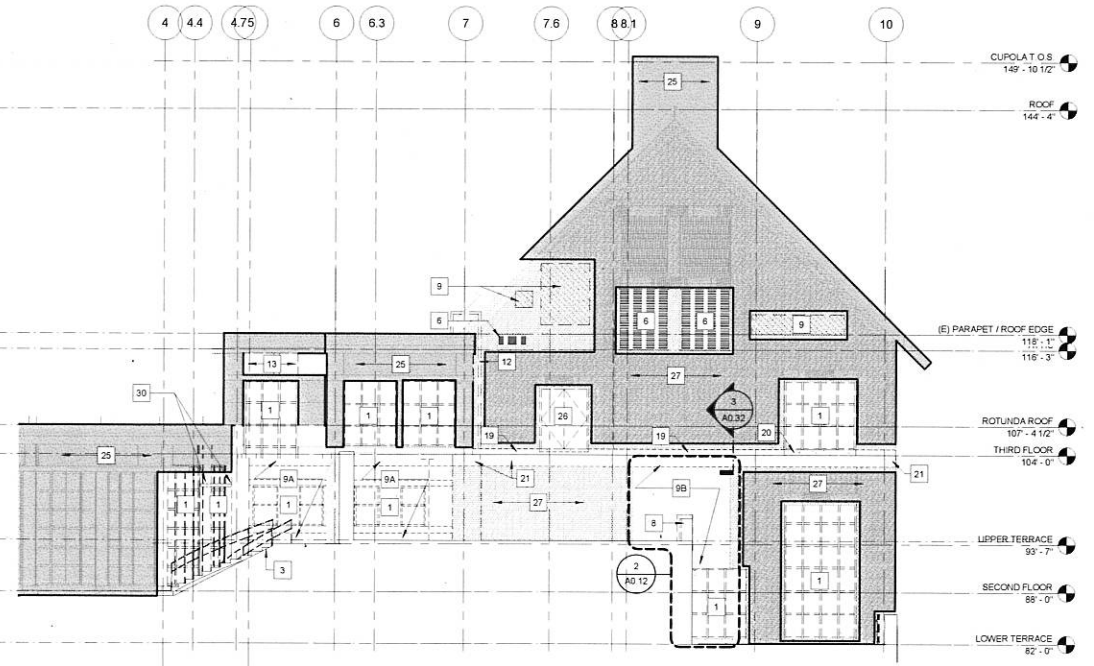 4
4.4
4.75
6
6.3
7
7.6
8
8.1
9
10
CUPOLA T O S
149' - 10 1/2"
25
ROOF
144' - 4"
9
6
6
6
9
(E) PARAPET / ROOF EDGE
118' - 1"
116' - 3"
13
25
12
27
30
1
1
1
26
3
A0.32
1
ROTUNDA ROOF
107' - 4 1/2"
19
19
20
THIRD FLOOR
104' - 0"
25
9A
9A
21
21
1
1
1
1
27
9B
27
8
UPPER TERRACE
93' - 7"
3
2
A0.12
1
1
SECOND FLOOR
88' - 0"
LOWER TERRACE
82' - 0"